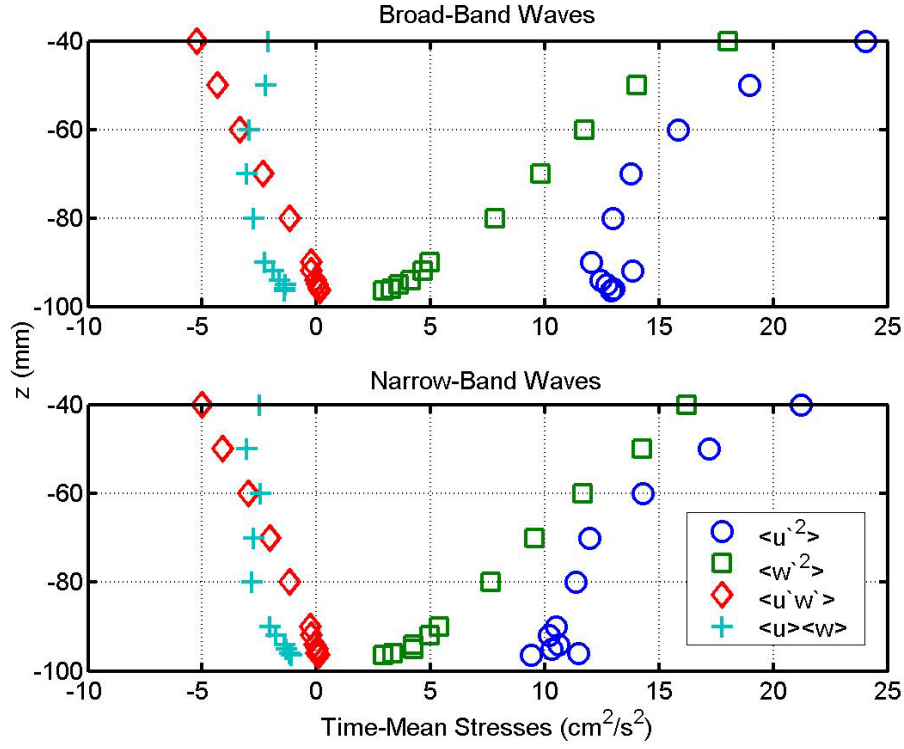 Broad-Band Waves
-40
-60
-80
-100
-10 -5 0 5 10 15 20 25
z (mm)
Narrow-Band Waves
-40
-60
-80
-100
<u`²>
<w`²>
<u`w`>
<u><w>
-10 -5 0 5 10 15 20 25
Time-Mean Stresses (cm²/s²)